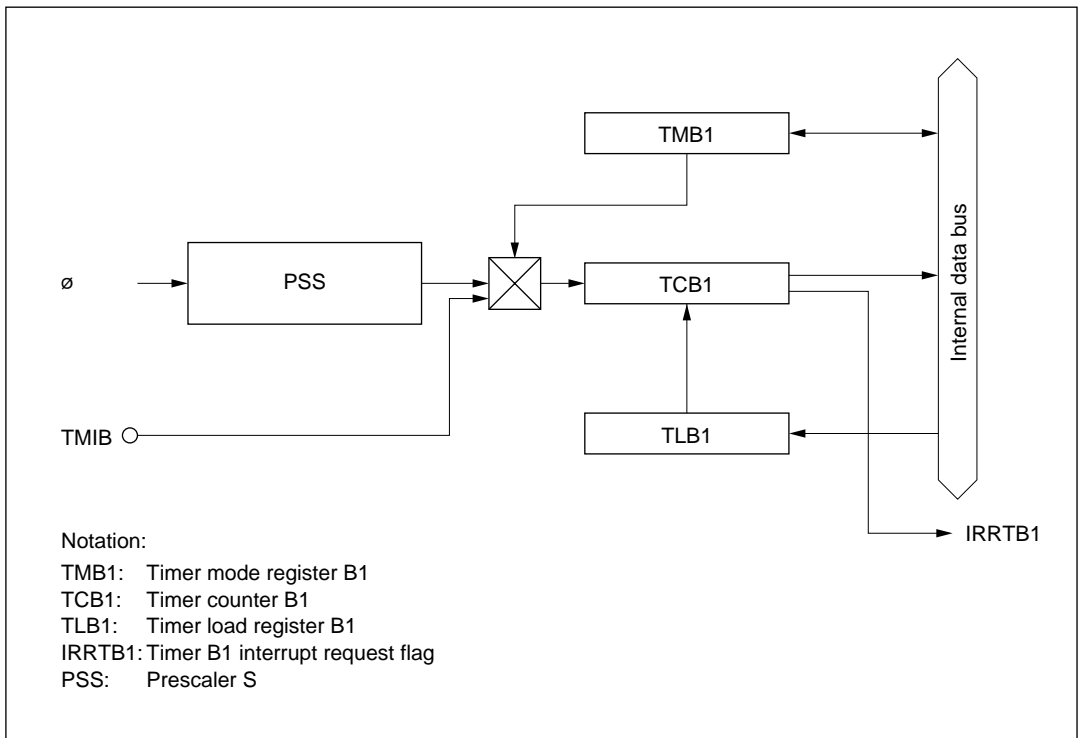 TMB1
ø
PSS
TCB1
Internal data bus
TMIB
TLB1
IRRTB1
Notation:
TMB1: Timer mode register B1
TCB1: Timer counter B1
TLB1: Timer load register B1
IRRTB1: Timer B1 interrupt request flag
PSS: Prescaler S